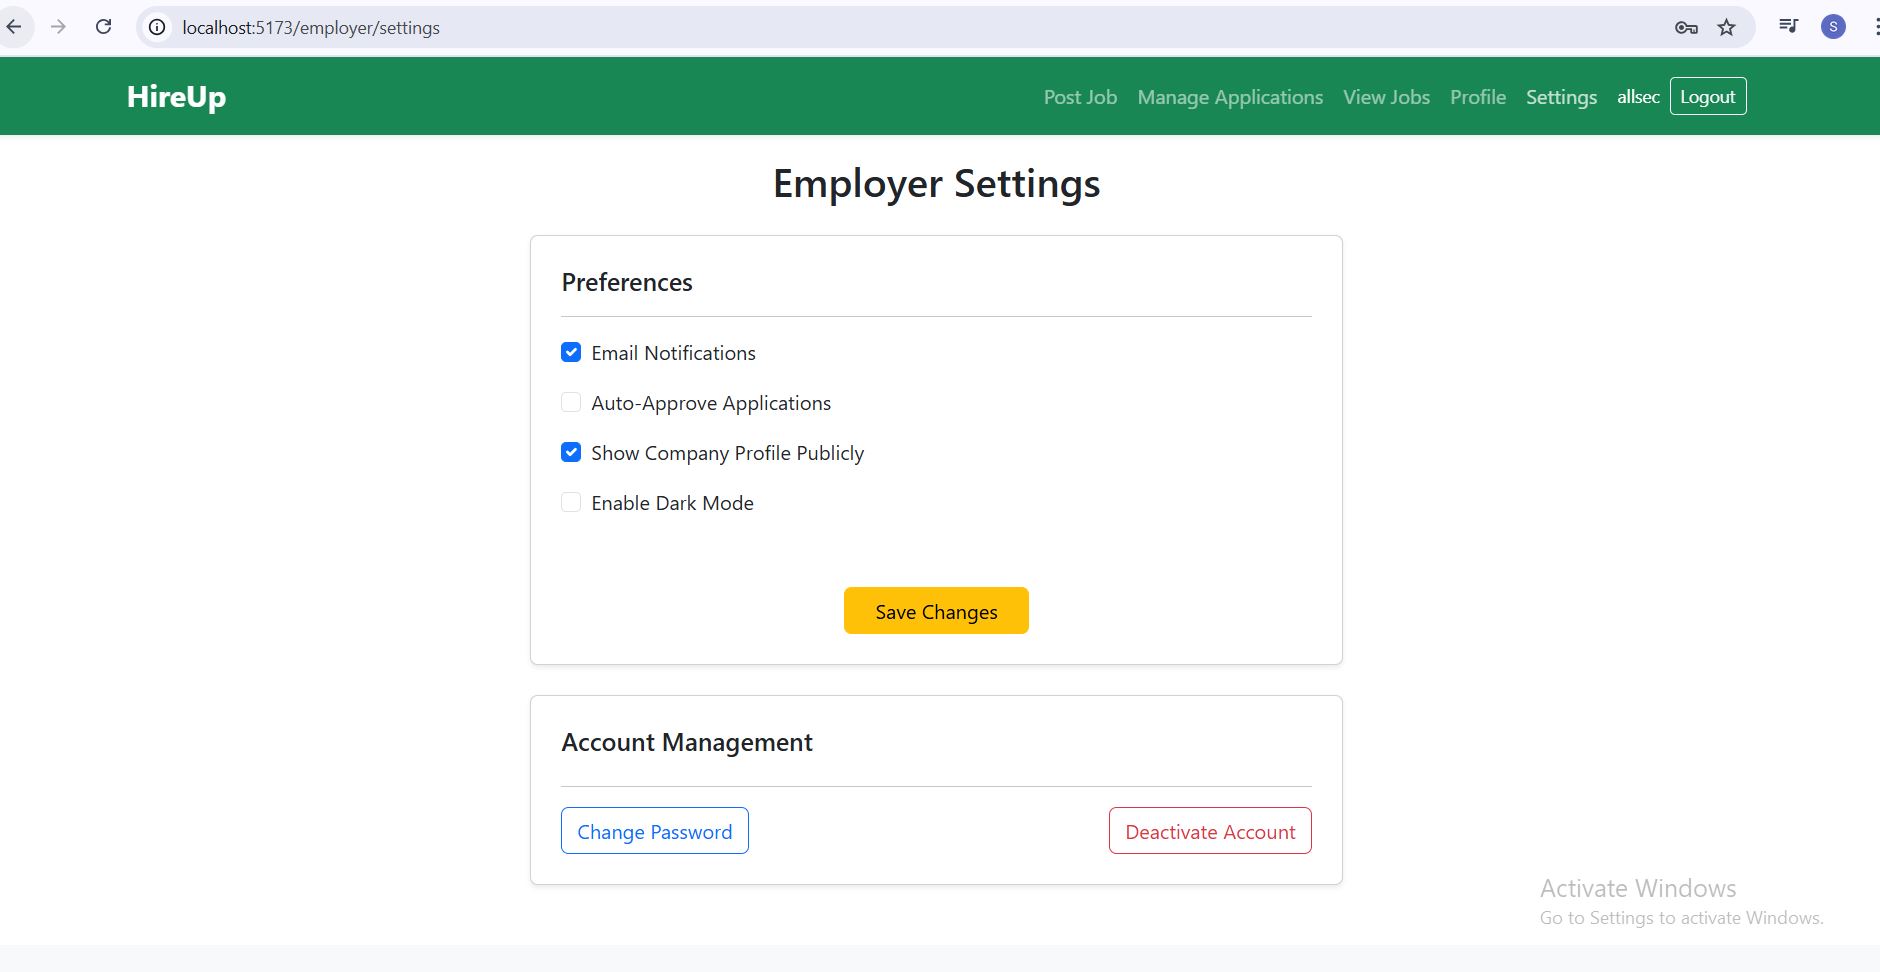 localhost:5173/employer/settings
S
HireUp
Post Job Manage Applications View Jobs Profile Settings allsec Logout
Employer Settings
Preferences
Email Notifications
Auto-Approve Applications
Show Company Profile Publicly
Enable Dark Mode
Save Changes
Account Management
Change Password Deactivate Account
Activate Windows
Go to Settings to activate Windows.